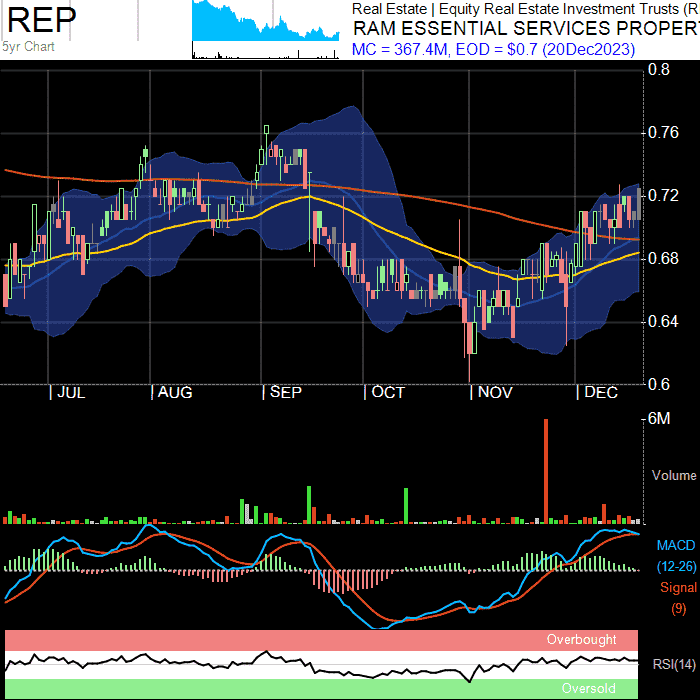 REP
5yr Chart
Real Estate | Equity Real Estate Investment Trusts (R
RAM ESSENTIAL SERVICES PROPER
MC = 367.4M, EOD = $0.7 (20Dec2023)
0.8
0.76
0.72
0.68
0.64
0.6
| JUL | AUG | SEP | OCT | NOV | DEC
6M
Volume
MACD
(12-26)
Signal
(9)
Overbought
RSI(14)
Oversold